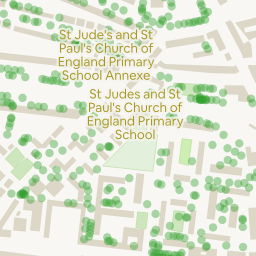 St Jude's and St
Paul's Church of
England Primary
School Annexe
St Judes and St
Paul's Church of
England Primary
School